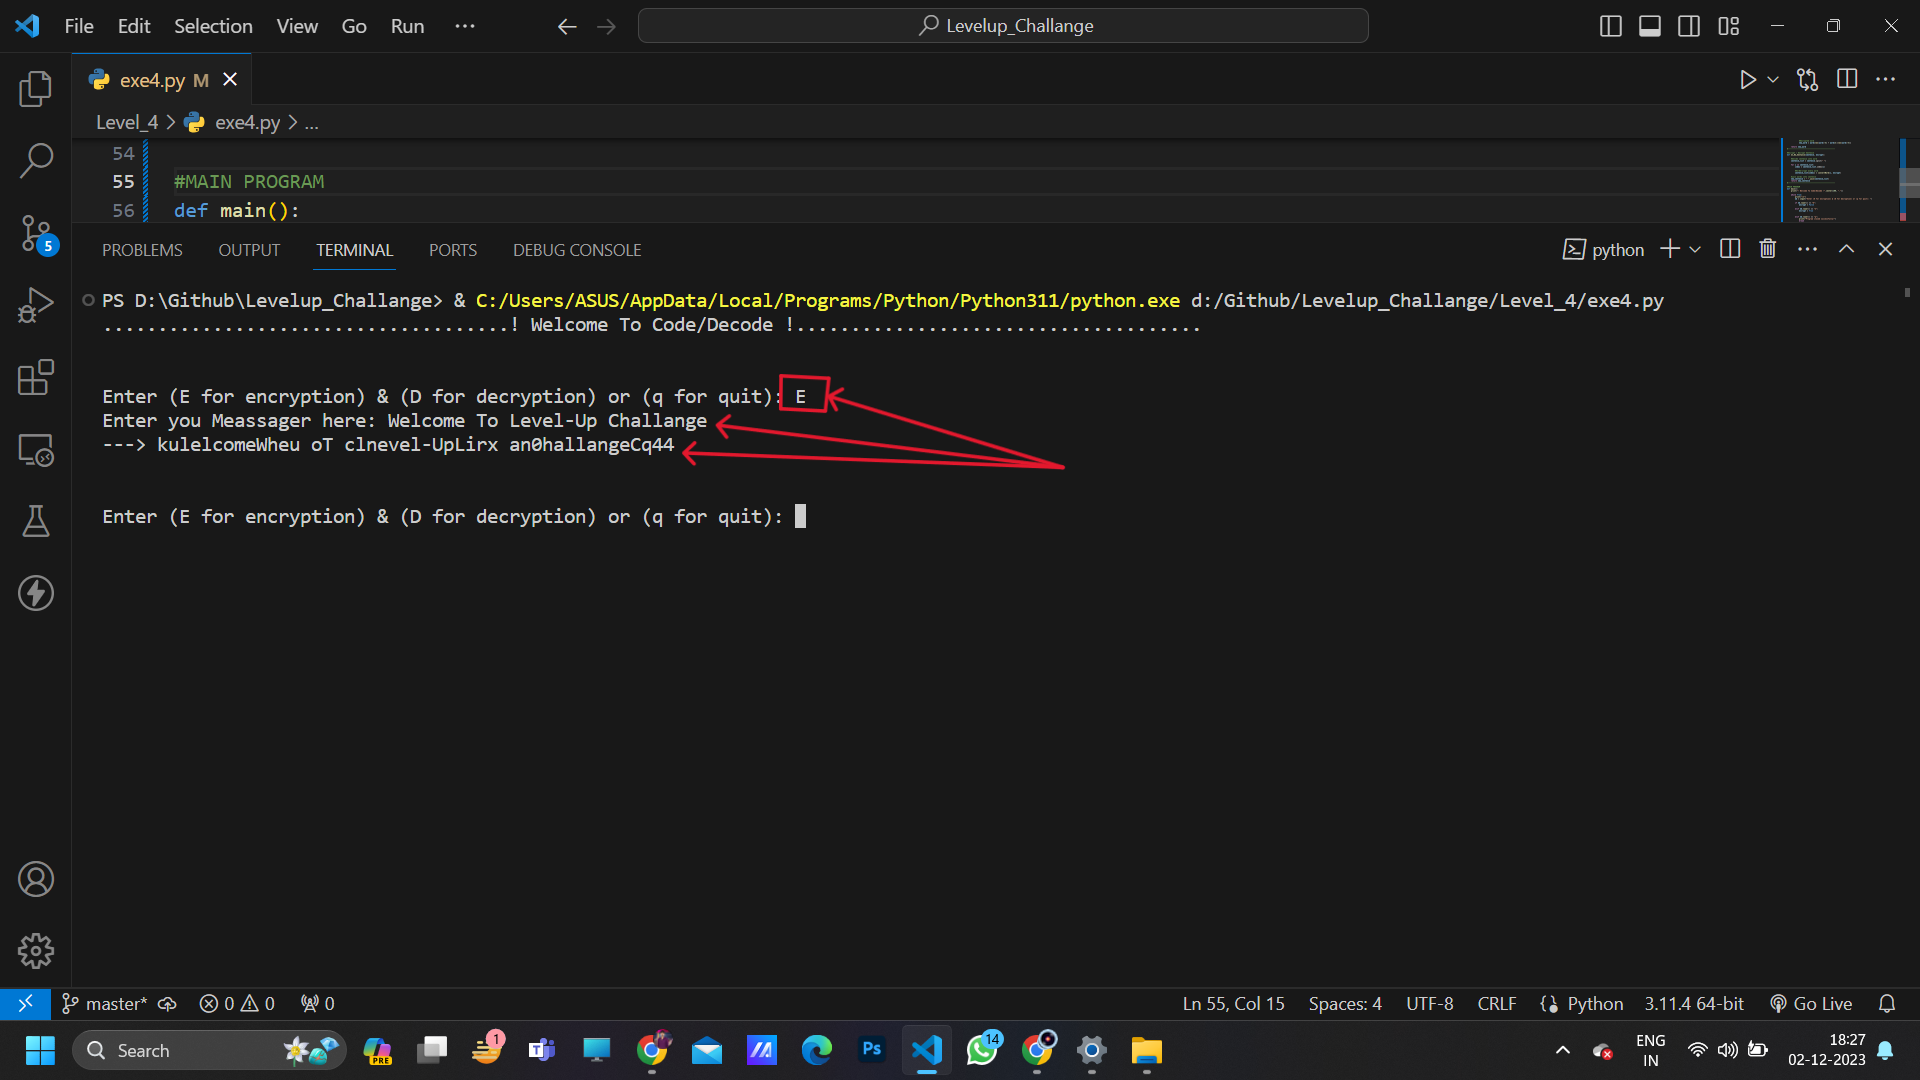 File Edit Selection View Go Run ... Levelup_Challange
exe4.py M
Level_4 > exe4.py > ...
54
55 #MAIN PROGRAM
56 def main():
PROBLEMS OUTPUT TERMINAL PORTS DEBUG CONSOLE python
PS D:\Github\Levelup_Challange> & C:/Users/ASUS/AppData/Local/Programs/Python/Python311/python.exe d:/Github/Levelup_Challange/Level_4/exe4.py
.....................................! Welcome To Code/Decode !.....................................
Enter (E for encryption) & (D for decryption) or (q for quit): E
Enter you Meassager here: Welcome To Level-Up Challange
---> kulelcomeWheu oT clnevel-UpLirx an0hallangeCq44
Enter (E for encryption) & (D for decryption) or (q for quit):
5
master* 0 0 0 Ln 55, Col 15 Spaces: 4 UTF-8 CRLF Python 3.11.4 64-bit Go Live
Search PRE 1 Ps 14 ENG IN 18:27
02-12-2023